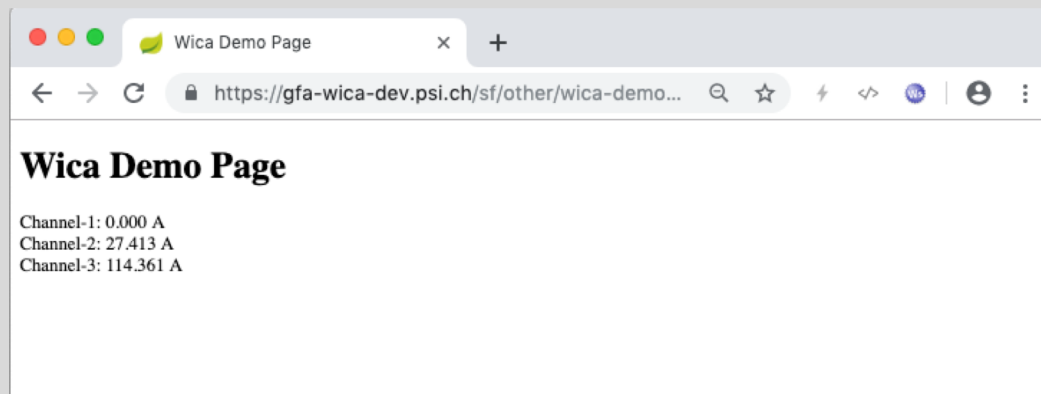 Wica Demo Page
https://gfa-wica-dev.psi.ch/sf/other/wica-demo...
Ws
Wica Demo Page
Channel-1: 0.000 A
Channel-2: 27.413 A
Channel-3: 114.361 A